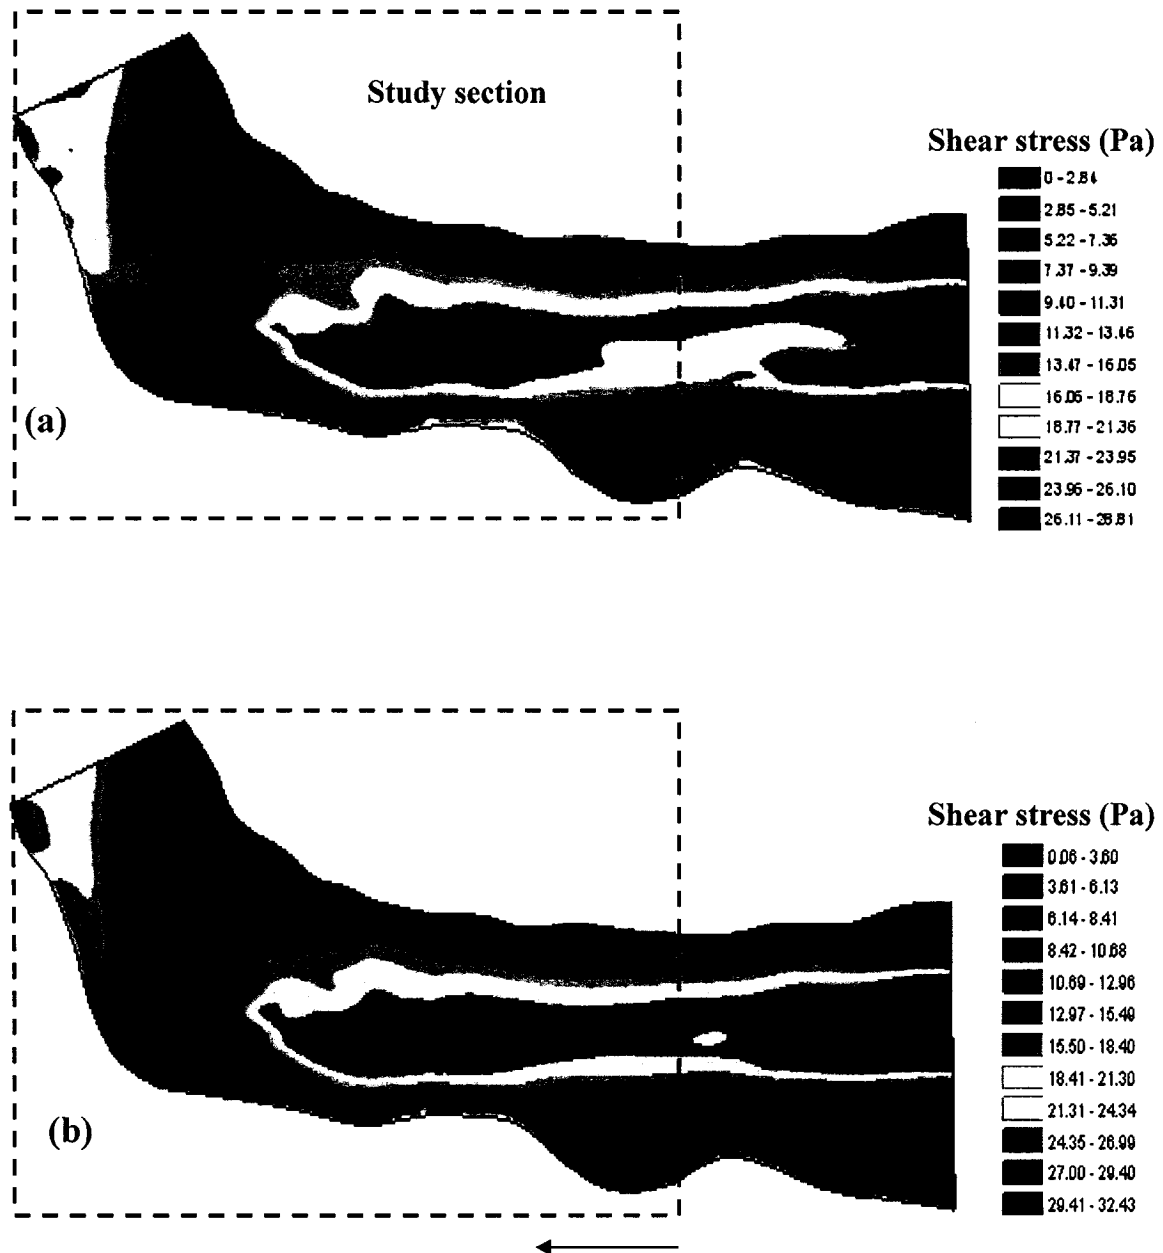 Study section
Shear stress (Pa)
0 - 2.84
2.85 - 5.21
5.22 - 7.36
7.37 - 9.39
9.40 - 11.31
11.32 - 13.46
13.47 - 16.05
16.06 - 18.76
18.77 - 21.36
21.37 - 23.95
23.96 - 26.10
26.11 - 28.81
(a)
Shear stress (Pa)
0.06 - 3.60
3.61 - 6.13
6.14 - 8.41
8.42 - 10.68
10.69 - 12.96
12.97 - 15.49
15.50 - 18.40
18.41 - 21.30
21.31 - 24.34
24.35 - 26.99
27.00 - 29.40
29.41 - 32.43
(b)